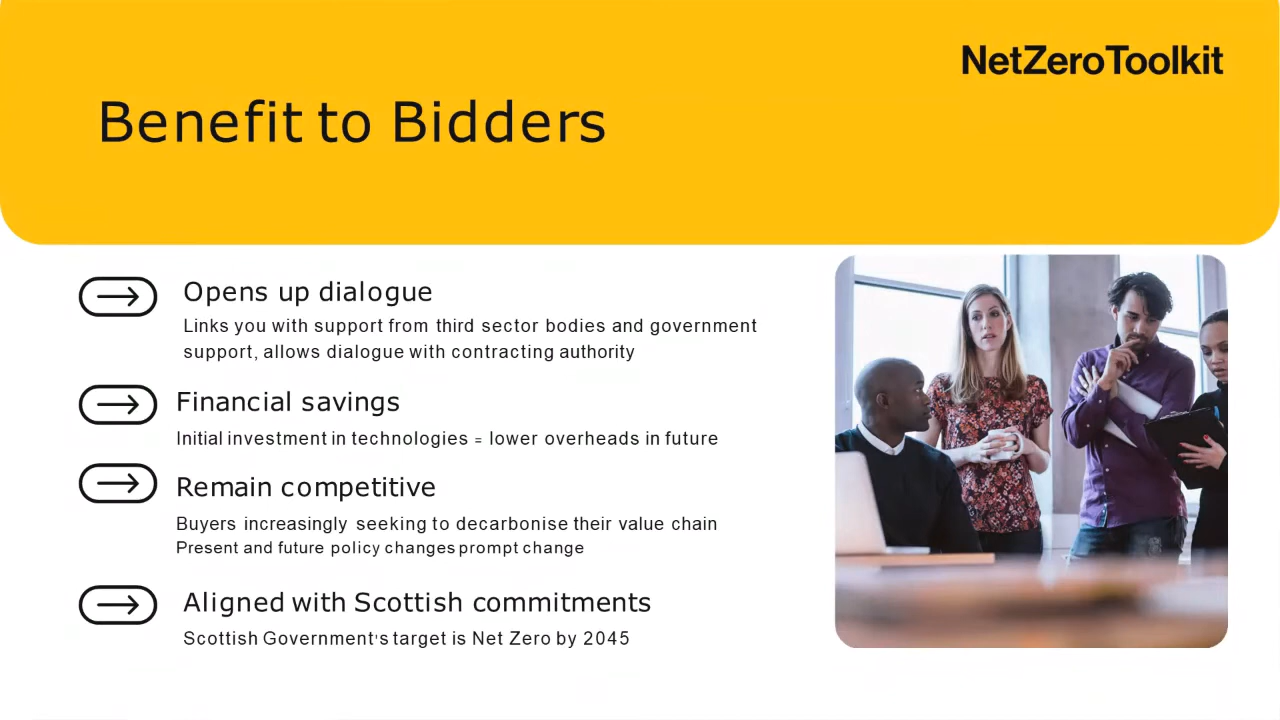 NetZeroToolkit
Benefit to Bidders
Opens up dialogue
Links you with support from third sector bodies and government
support, allows dialogue with contracting authority
Financial savings
Initial investment in technologies = lower overheads in future
Remain competitive
Buyers increasingly seeking to decarbonise their value chain
Present and future policy changes prompt change
Aligned with Scottish commitments
Scottish Government's target is Net Zero by 2045